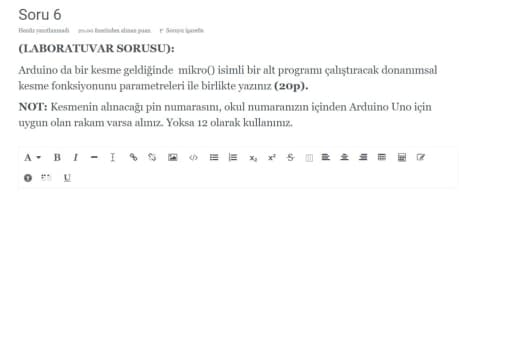 Soru 6
Henüz yanıtlanmadı 20,00 üzerinden alınan puan Soruyu işaretle
(LABORATUVAR SORUSU):
Arduino da bir kesme geldiğinde mikro() isimli bir alt programı çalıştıracak donanımsal
kesme fonksiyonunu parametreleri ile birlikte yazınız (20p).
NOT: Kesmenin alınacağı pin numarasını, okul numaranızın içinden Arduino Uno için
uygun olan rakam varsa alınız. Yoksa 12 olarak kullanınız.
A B I x₂ x² S
U